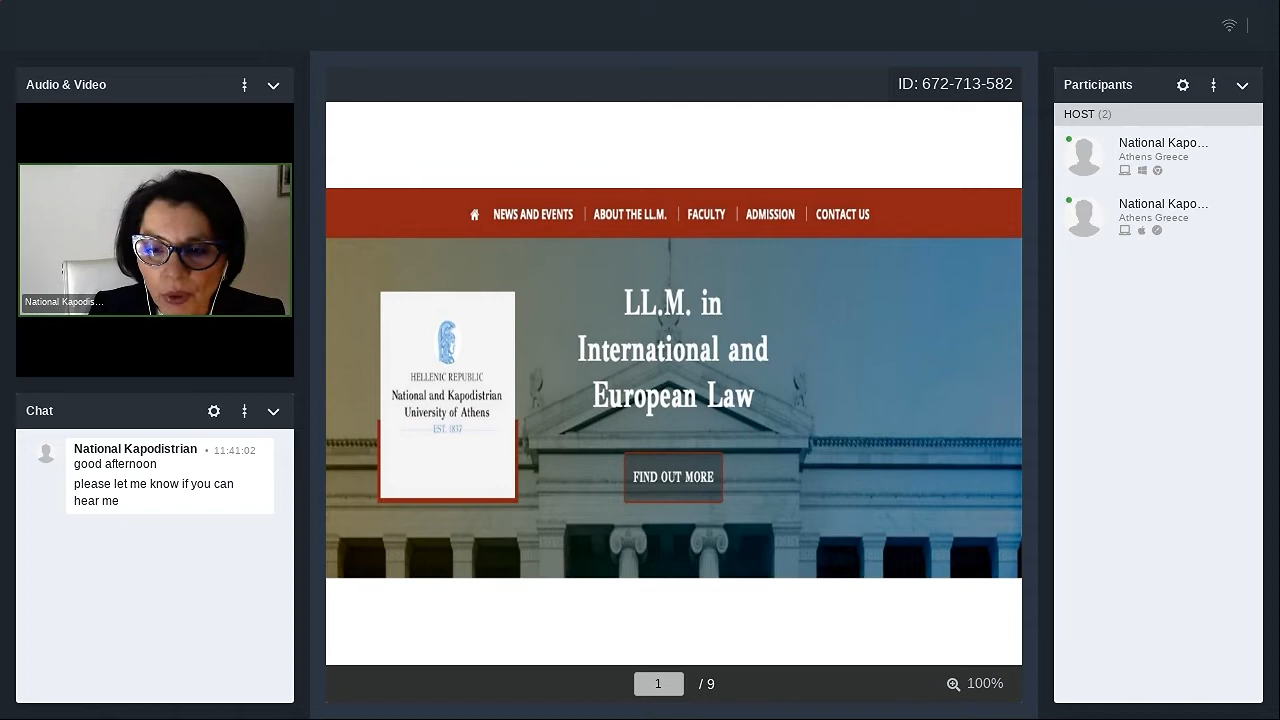 Audio & Video
National Kapodis...
Chat
National Kapodistrian • 11:41:02
good afternoon
please let me know if you can
hear me
ID: 672-713-582
NEWS AND EVENTS
ABOUT THE LL.M.
FACULTY
ADMISSION
CONTACT US
HELLENIC REPUBLIC
National and Kapodistrian
University of Athens
EST. 1837
LL.M. in
International and
European Law
FIND OUT MORE
1 / 9
100%
Participants
HOST (2)
National Kapo...
Athens Greece
National Kapo...
Athens Greece